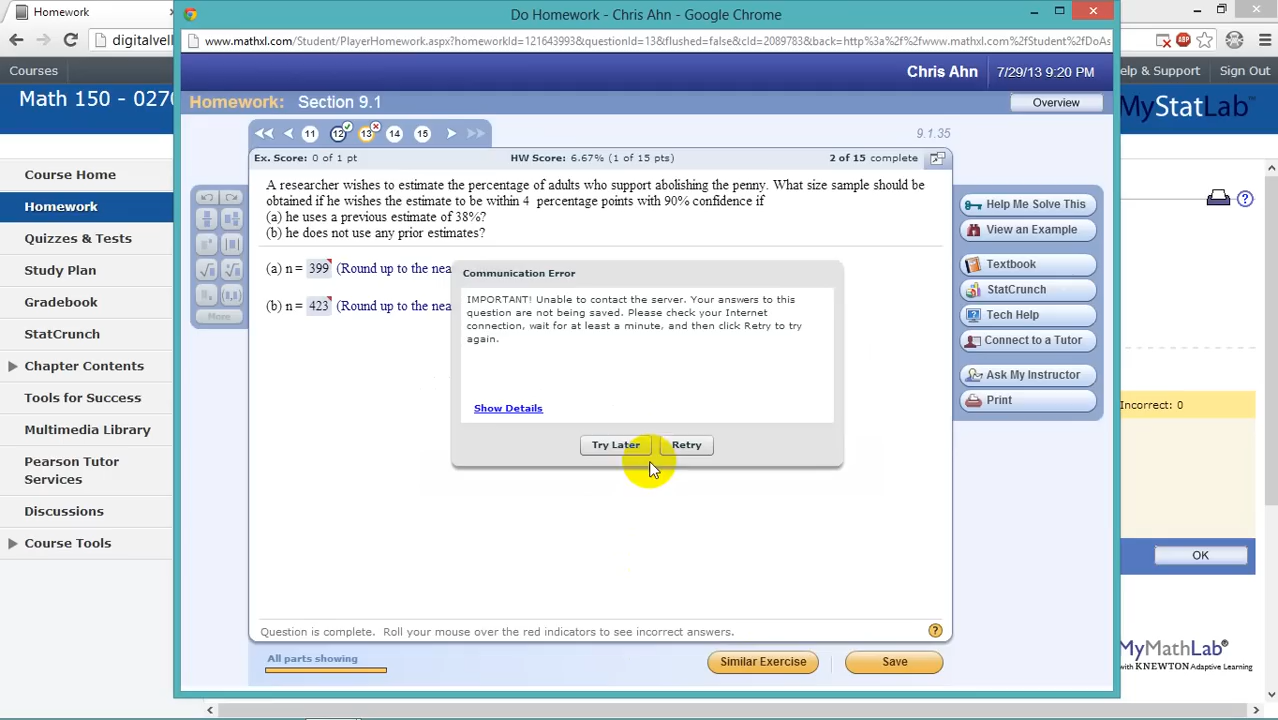 Homework
Do Homework - Chris Ahn - Google Chrome
digitalvell
www.mathxl.com/Student/PlayerHomework.aspx?homeworkId=121643993&questionId=13&flushed=false&cId=2089783&back=http%3a%2f%2fwww.mathxl.com%2fStudent%2fDoAs
Courses
Chris Ahn
7/29/13 9:20 PM
elp & Support
Sign Out
Math 150 - 0270
Homework: Section 9.1
Overview
MyStatLab
11 12 13 14 15
9.1.35
Ex. Score: 0 of 1 pt
HW Score: 6.67% (1 of 15 pts)
2 of 15 complete
Course Home
Homework
Quizzes & Tests
Study Plan
Gradebook
StatCrunch
Chapter Contents
Tools for Success
Multimedia Library
Pearson Tutor
Services
Discussions
Course Tools
More
A researcher wishes to estimate the percentage of adults who support abolishing the penny. What size sample should be
obtained if he wishes the estimate to be within 4 percentage points with 90% confidence if
(a) he uses a previous estimate of 38%?
(b) he does not use any prior estimates?
(a) n = 399 (Round up to the nea
(b) n = 423 (Round up to the nea
Communication Error
IMPORTANT! Unable to contact the server. Your answers to this
question are not being saved. Please check your Internet
connection, wait for at least a minute, and then click Retry to try
again.
Show Details
Try Later
Retry
Help Me Solve This
View an Example
Textbook
StatCrunch
Tech Help
Connect to a Tutor
Ask My Instructor
Print
Incorrect: 0
OK
Question is complete. Roll your mouse over the red indicators to see incorrect answers.
All parts showing
Similar Exercise
Save
MyMathLab
with KNEWTON Adaptive Learning